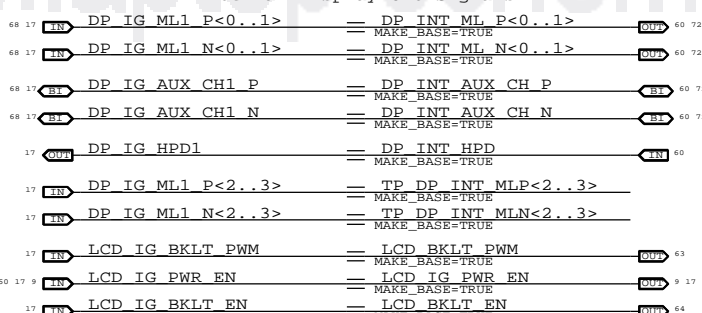 68 17 IN DP_IG_ML1_P<0..1> DP_INT_ML_P<0..1> OUT 60 72
MAKE_BASE=TRUE
68 17 IN DP_IG_ML1_N<0..1> DP_INT_ML_N<0..1> OUT 60 72
MAKE_BASE=TRUE
68 17 BI DP_IG_AUX_CH1_P DP_INT_AUX_CH_P BI 60 7
MAKE_BASE=TRUE
68 17 BI DP_IG_AUX_CH1_N DP_INT_AUX_CH_N BI 60 7
MAKE_BASE=TRUE
17 OUT DP_IG_HPD1 DP_INT_HPD IN 60
MAKE_BASE=TRUE
17 IN DP_IG_ML1_P<2..3> TP_DP_INT_MLP<2..3>
MAKE_BASE=TRUE
17 IN DP_IG_ML1_N<2..3> TP_DP_INT_MLN<2..3>
MAKE_BASE=TRUE
17 IN LCD_IG_BKLT_PWM LCD_BKLT_PWM OUT 63
MAKE_BASE=TRUE
17 9 IN LCD_IG_PWR_EN LCD_IG_PWR_EN OUT 9 17
MAKE_BASE=TRUE
17 IN LCD_IG_BKLT_EN LCD_BKLT_EN OUT 64
MAKE_BASE=TRUE